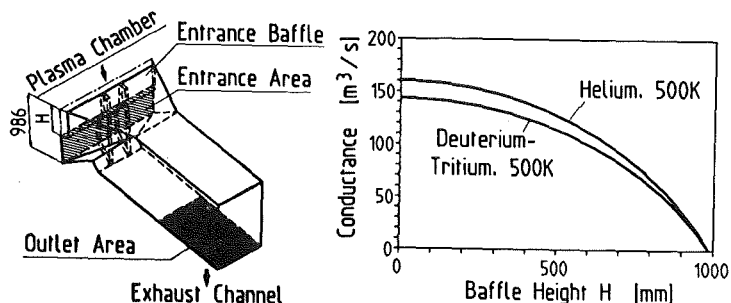 Plasma Chamber
Entrance Baffle
Entrance Area
986
H
Outlet Area
Exhaust Channel
Conductance [m³/s]
200
150
100
50
0
Helium. 500K
Deuterium-
Tritium. 500K
0
500
1000
Baffle Height H [mm]